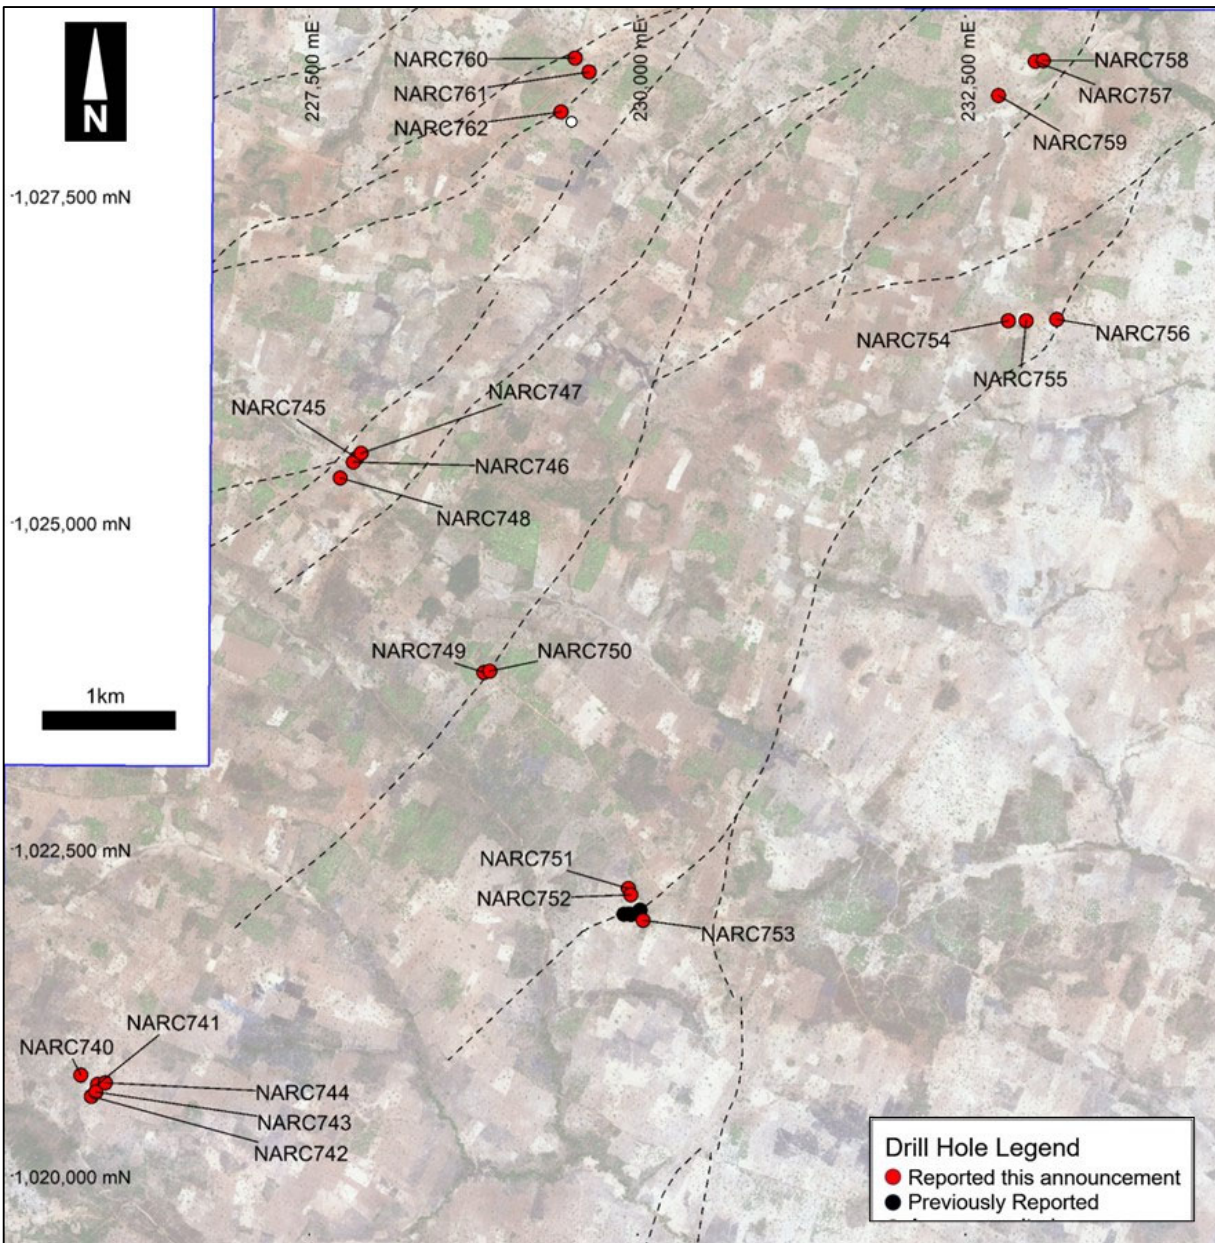 N
227,500 mE
230,000 mE
232,500 mE
NARC760
NARC761
NARC762
NARC758
NARC757
NARC759
-1,027,500 mN
NARC754
NARC756
NARC755
NARC747
NARC745
NARC746
NARC748
-1,025,000 mN
NARC749
NARC750
1km
-1,022,500 mN
NARC751
NARC752
NARC753
NARC741
NARC740
NARC744
NARC743
NARC742
-1,020,000 mN
Drill Hole Legend
Reported this announcement
Previously Reported